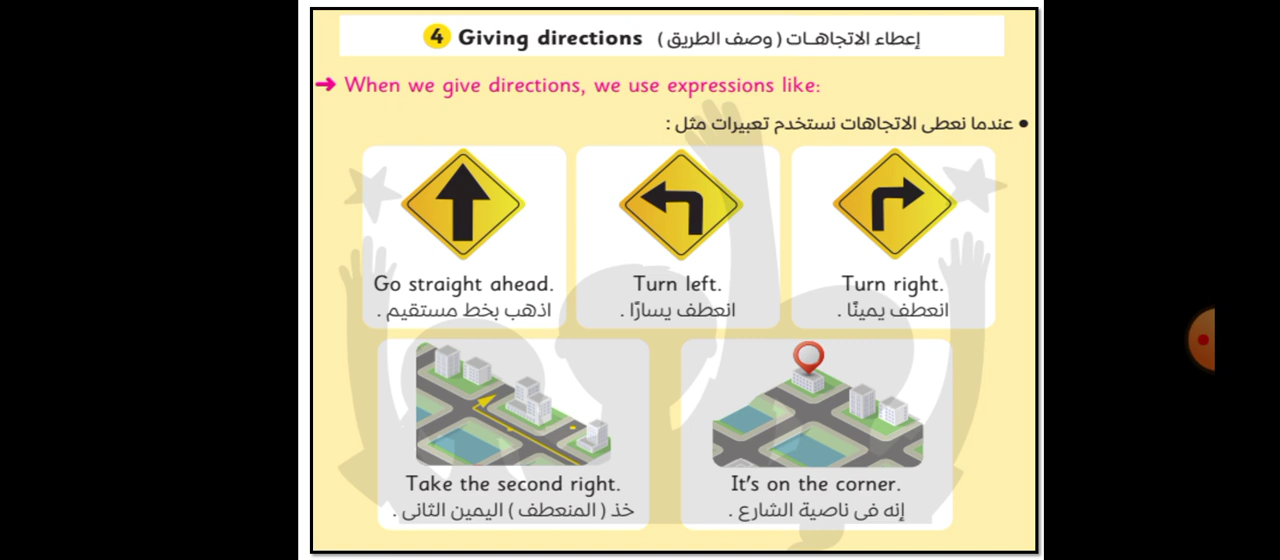 4 Giving directions إعطاء الاتجاهـات ( وصف الطريق )
When we give directions, we use expressions like:
• عندما نعطى الاتجاهات نستخدم تعبيرات مثل :
Go straight ahead.
اذهب بخط مستقيم .
Turn left.
انعطف يسارًا .
Turn right.
انعطف يمينًا .
Take the second right.
خذ ( المنعطف ) اليمين الثانى .
It's on the corner.
إنه فى ناصية الشارع .